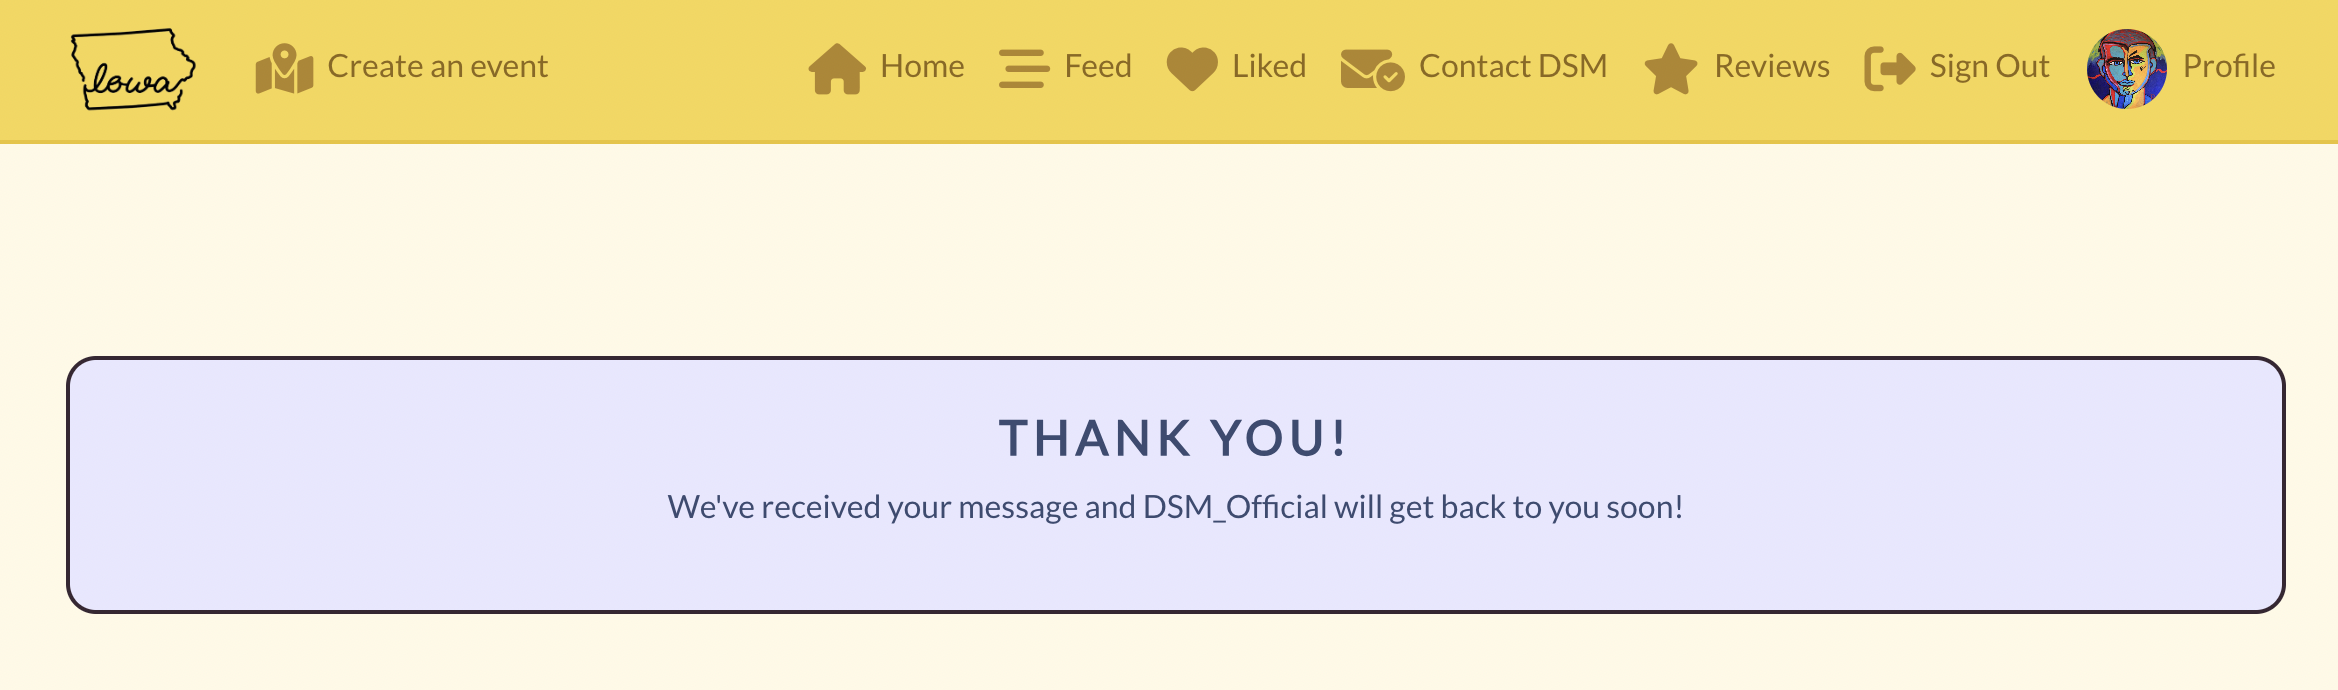 Iowa
Create an event
Home
Feed
Liked
Contact DSM
Reviews
Sign Out
Profile
THANK YOU!
We've received your message and DSM_Official will get back to you soon!